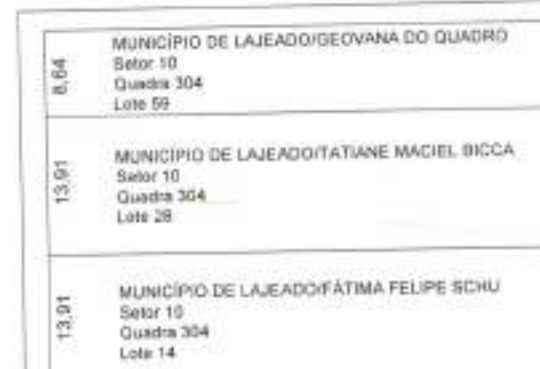 8,64
MUNICÍPIO DE LAJEADO/GEOVANA DO QUADRO
Setor 10
Quadra 304
Lote 59
13,91
MUNICÍPIO DE LAJEADO/TATIANE MACIEL BICCA
Setor 10
Quadra 304
Lote 28
13,91
MUNICÍPIO DE LAJEADO/FÁTIMA FELIPE SCHU
Setor 10
Quadra 304
Lote 14